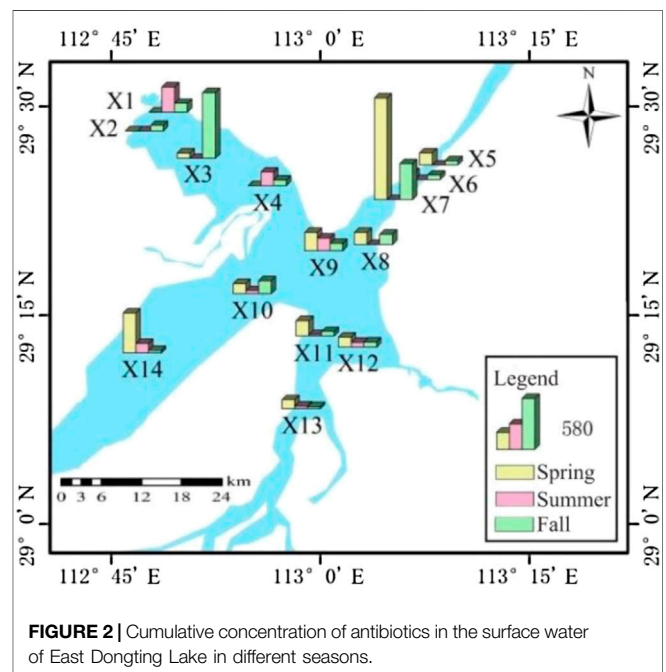 112° 45' E 113° 0' E 113° 15' E
N
29° 30' N
29° 30' N
X1
X2
X3
X4
X5
X6
X7
X8
X9
X10
X11
X12
X13
X14
29° 15' N
29° 15' N
Legend
580
Spring
Summer
Fall
km
0 3 6 12 18 24
29° 0' N
29° 0' N
112° 45' E 113° 0' E 113° 15' E
FIGURE 2 | Cumulative concentration of antibiotics in the surface water
of East Dongting Lake in different seasons.